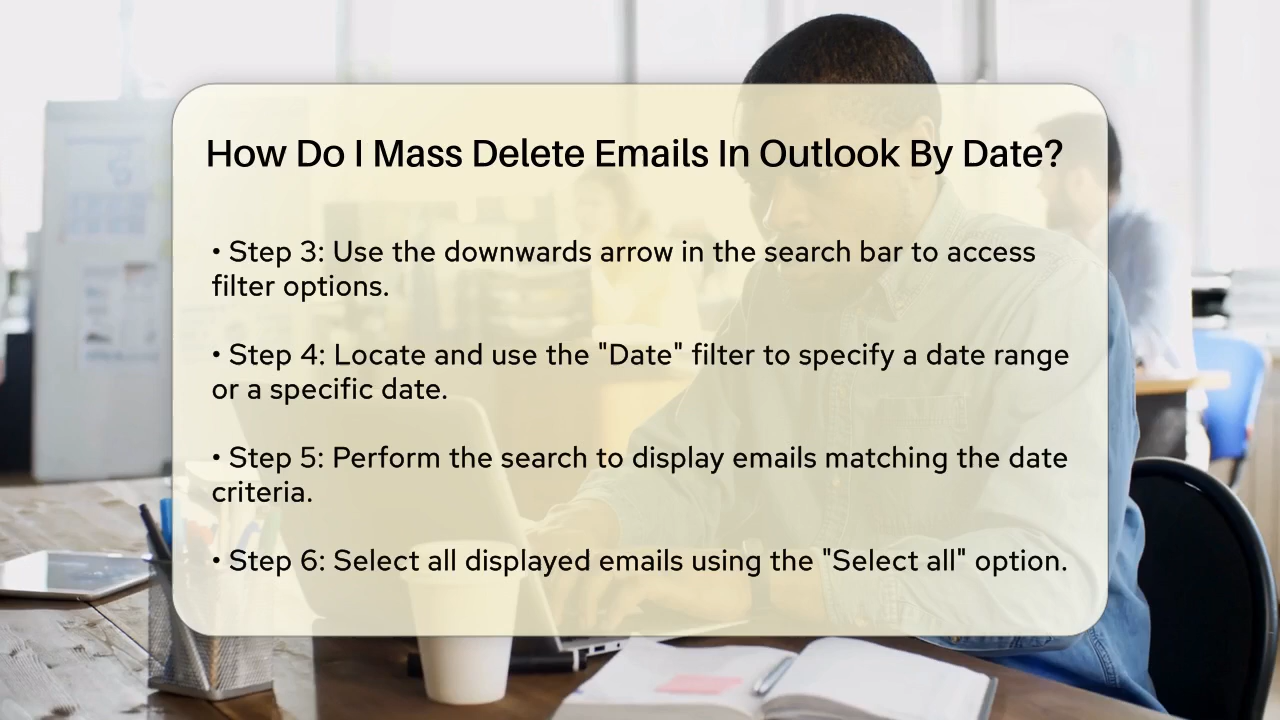 How Do I Mass Delete Emails In Outlook By Date?
• Step 3: Use the downwards arrow in the search bar to access
filter options.
• Step 4: Locate and use the "Date" filter to specify a date range
or a specific date.
• Step 5: Perform the search to display emails matching the date
criteria.
• Step 6: Select all displayed emails using the "Select all" option.